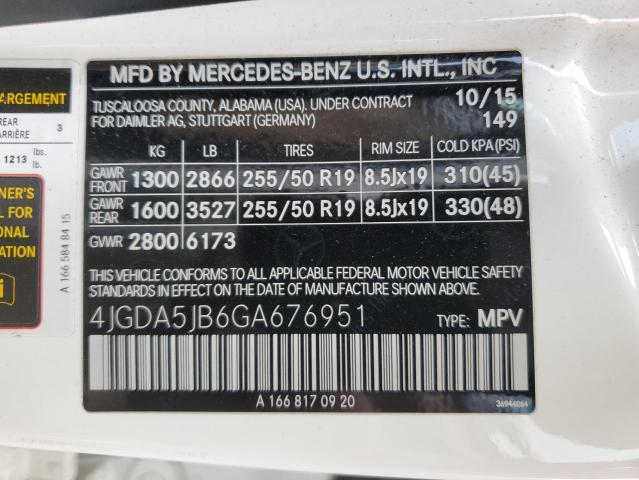 MFD BY MERCEDES-BENZ U.S. INTL., INC
TUSCALOOSA COUNTY, ALABAMA (USA). UNDER CONTRACT 10/15
FOR DAIMLER AG, STUTTGART (GERMANY) 149
KG LB TIRES RIM SIZE COLD KPA(PSI)
GAWR FRONT 1300 2866 255/50 R19 8.5Jx19 310(45)
GAWR REAR 1600 3527 255/50 R19 8.5Jx19 330(48)
GVWR 2800 6173
THIS VEHICLE CONFORMS TO ALL APPLICABLE FEDERAL MOTOR VEHICLE SAFETY
STANDARDS IN EFFECT ON THE DATE OF MANUFACTURE SHOWN ABOVE.
4JGDA5JB6GA676951 TYPE: MPV
A 166 817 09 20
36944064
ARGEMENT
REAR 3
ARRIÈRE
1213 lbs.
lb.
NER'S
L FOR
ONAL
ATION
i
A 166 584 84 15